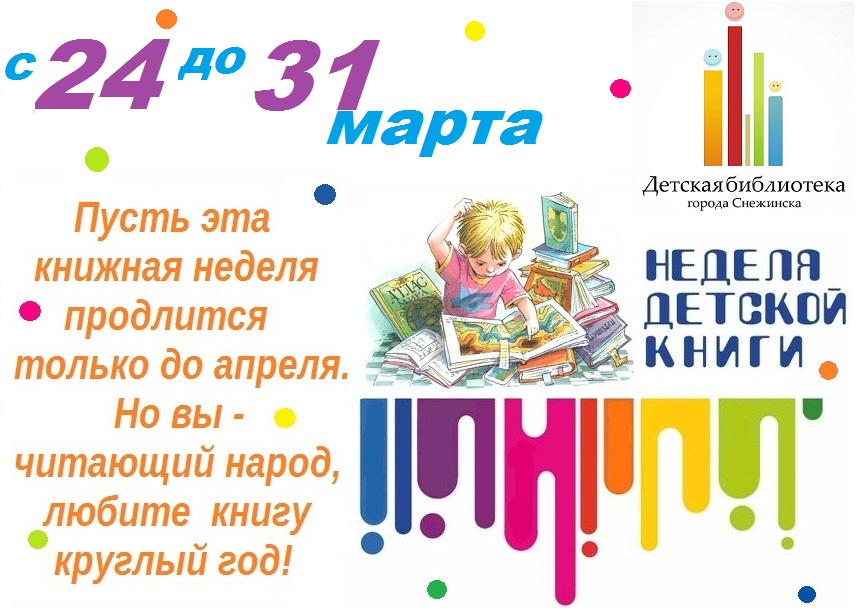 с 24 до 31
марта
Детская библиотека
города Снежинска
Пусть эта
книжная неделя
продлится
только до апреля.
Но вы -
читающий народ,
любите книгу
круглый год!
АТЛАС
НЕДЕЛЯ
ДЕТСКОЙ
КНИГИ